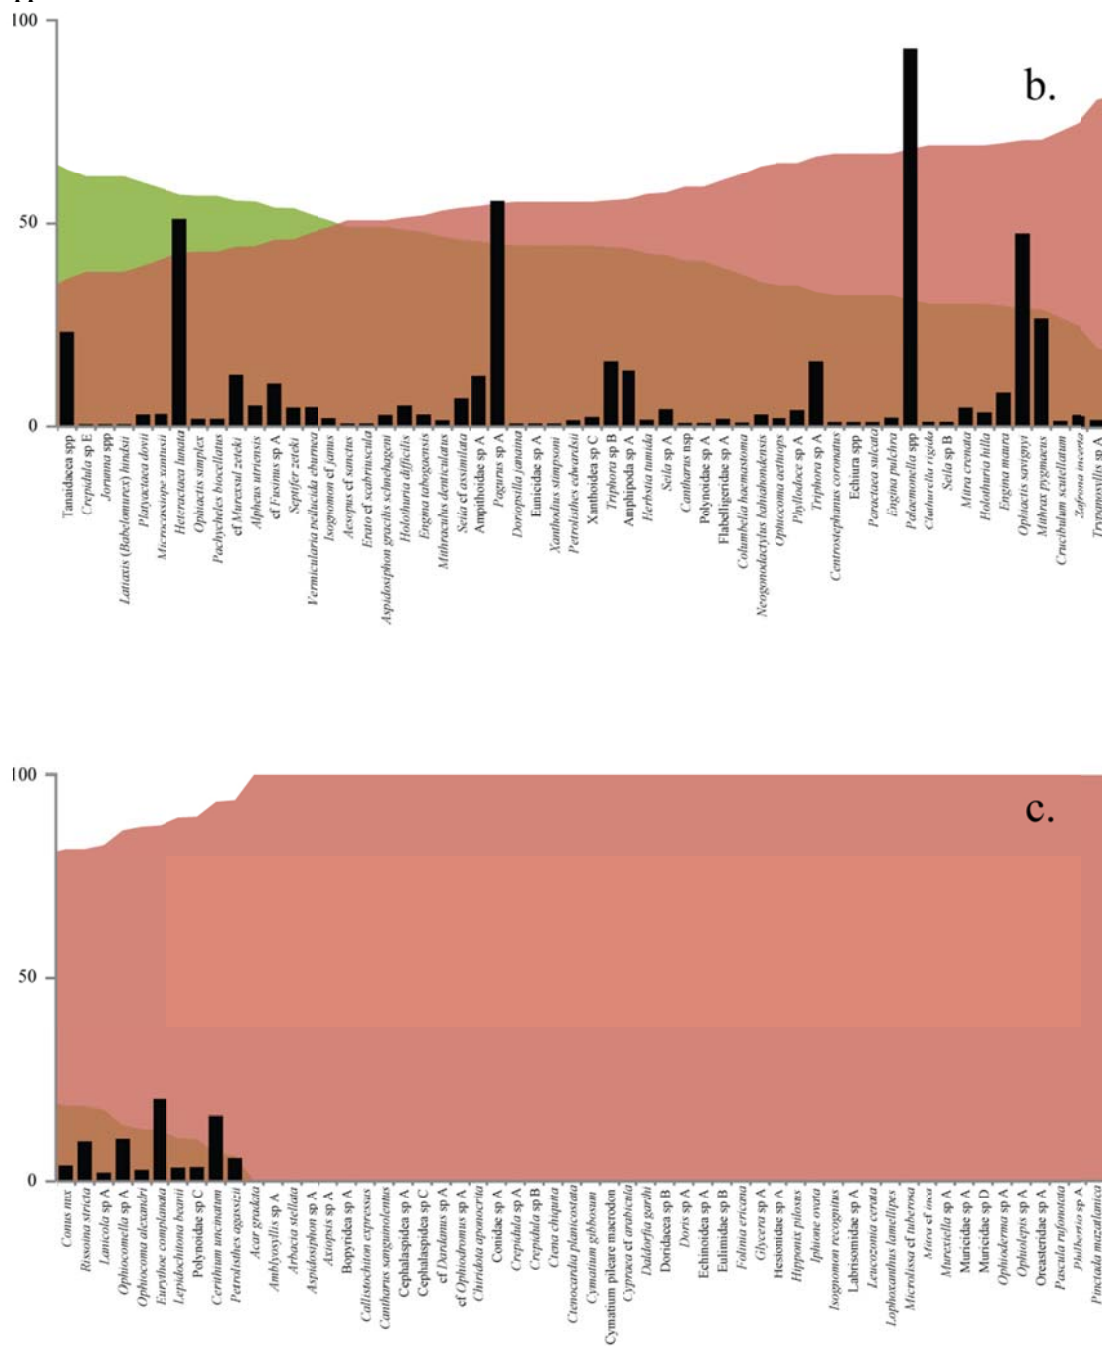 100
b.
50
0
Tanaidacea spp
Crepidula sp E
Jorunna spp
Latiaxis (Babelomurex) hindsii
Platyactaea dovii
Microcassiope xantusii
Heteractaea lunata
Ophiactis simplex
Pachycheles biocellatus
cf Murexsul zeteki
Alpheus utriensis
cf Fusinus sp A
Septifer zeteki
Vermicularia pellucida eburnea
Isognomon cf janus
Aesopus cf sanctus
Erato cf scabriuscula
Aspidosiphon gracilis schnehageni
Holothuria difficilis
Engina tabogaensis
Mithraculus denticulatus
Seila cf assimilata
Ampithoidae sp A
Pagurus sp A
Doriopsilla janaina
Eunicidae sp A
Xanthodius stimpsoni
Petrolisthes edwardsii
Xanthoidea sp C
Triphora sp B
Amphipoda sp A
Herbstia tumida
Seila sp A
Cantharus nsp
Polynoidae sp A
Flabelligeridae sp A
Columbella haemastoma
Neogonodactylus bahiahondensis
Ophiocoma aethiops
Phyllodoce sp A
Triphora sp A
Centrostephanus coronatus
Echiura spp
Paractaea sulcata
Engina pulchra
Palaemonella spp
Clathurella rigida
Seila sp B
Mitra crenata
Holothuria hilla
Engina maura
Ophiactis savignyi
Mithrax pygmaeus
Crucibulum scutellatum
Zafrona incerta
Trypanosyllis sp A
100
c.
50
0
Conus nux
Rissoina stricta
Lanicola sp A
Ophiocomella sp A
Ophiocoma alexandri
Eurythoe complanata
Lepidochitona beanii
Polynoidae sp C
Cerithium uncinatum
Petrolisthes agassizii
Acar gradata
Amblyosyllis sp A
Arbacia stellata
Aspidosiphon sp A
Axiopsis sp A
Bopyridea sp A
Callistochiton expressus
Cantharus sanguinolentus
Cephalaspidea sp A
Cephalaspidea sp C
cf Dardanus sp A
cf Ophiodromus sp A
Chiridota aponocrita
Conidae sp A
Crepidula sp A
Crepidula sp B
Ctena chiquita
Ctenocardia planicostata
Cymatium gibbosum
Cymatium pileare macrodon
Cypraea cf arabicula
Daldorfia garthi
Doridacea sp B
Doris sp A
Echinoidea sp A
Eulimidae sp B
Folinia ericana
Glycera sp A
Hesionidae sp A
Hipponix pilosus
Iphione ovata
Isognomon recognitus
Labrisomidae sp A
Leucozonia cerata
Lophoxanthus lamellipes
Microlissa cf tuberosa
Murexiella sp A
Muricidae sp A
Muricidae sp D
Ophioderma sp A
Ophiolepis sp A
Oreasteridae sp A
Pascula rufonotata
Philbertia sp A
Pinctada mazatlanica